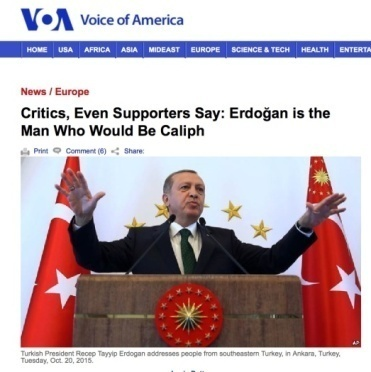 VOA Voice of America
HOME USA AFRICA ASIA MIDEAST EUROPE SCIENCE & TECH HEALTH ENTERTA
News / Europe
Critics, Even Supporters Say: Erdoğan is the
Man Who Would Be Caliph
Print Comment (6) Share:
AP
Turkish President Recep Tayyip Erdogan addresses people from southeastern Turkey, in Ankara, Turkey,
Tuesday, Oct. 20, 2015.